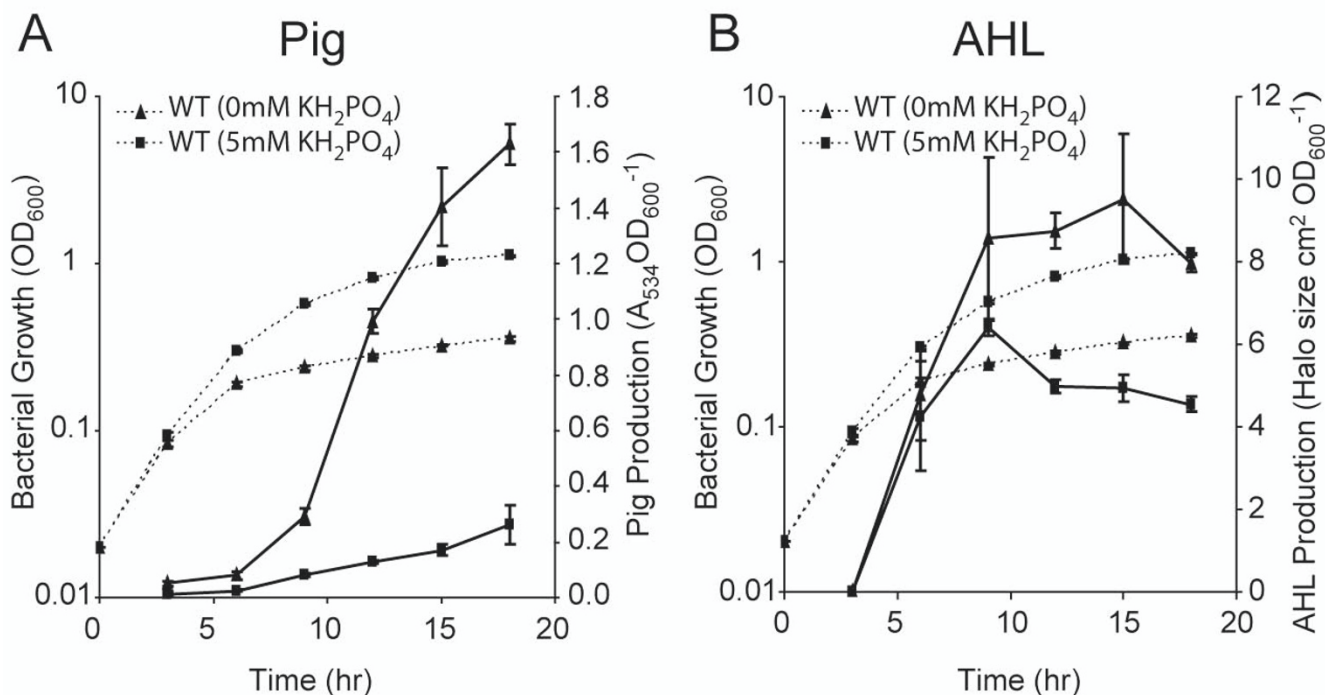 A Pig
WT (0mM KH₂PO₄)
WT (5mM KH₂PO₄)
Bacterial Growth (OD₆₀₀)
10
1
0.1
0.01
1.8
1.6
1.4
1.2
1.0
0.8
0.6
0.4
0.2
0.0
Pig Production (A₅₃₄OD₆₀₀⁻¹)
0 5 10 15 20
Time (hr)
B AHL
WT (0mM KH₂PO₄)
WT (5mM KH₂PO₄)
Bacterial Growth (OD₆₀₀)
10
1
0.1
0.01
12
10
8
6
4
2
0
AHL Production (Halo size cm² OD₆₀₀⁻¹)
0 5 10 15 20
Time (hr)